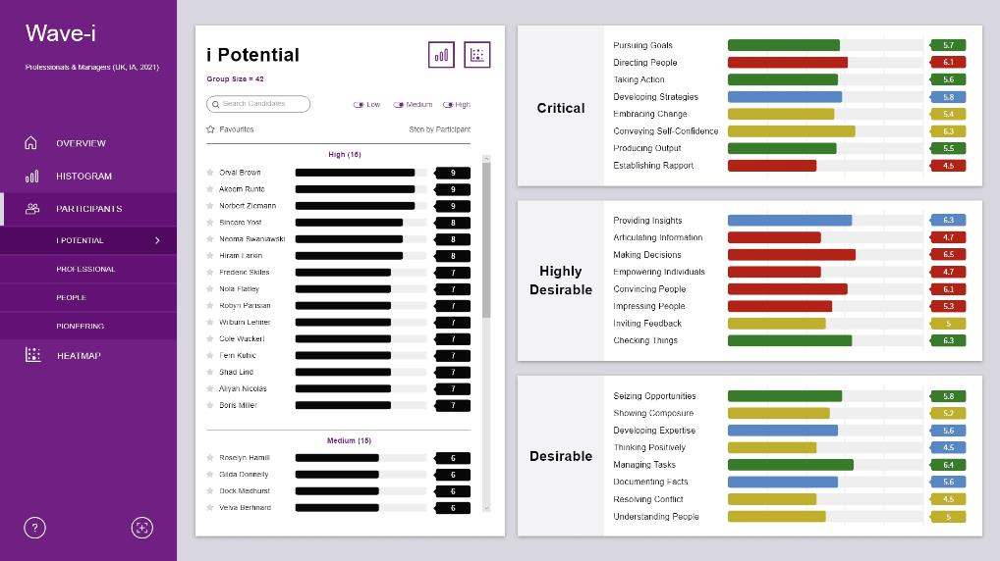 Wave-i
Professionals & Managers (UK, IA, 2021)
OVERVIEW
HISTOGRAM
PARTICIPANTS
I POTENTIAL
PROFESSIONAL
PEOPLE
PIONEERING
HEATMAP
?
i Potential
Group Size = 42
Search Candidates
Low Medium High
Favourites Sten by Participant
High (15)
Orval Brown 9
Akeem Runte 9
Norbert Ziemann 9
Sincere Yost 8
Neoma Swaniawski 8
Hiram Larkin 8
Frederic Skiles 7
Nola Flatley 7
Robyn Parisian 7
Wilburn Lehner 7
Cole Wuckert 7
Fern Kuhic 7
Shad Lind 7
Aliyah Nicolas 7
Boris Miller 7
Medium (15)
Roselyn Hamill 6
Gilda Donnelly 6
Dock Medhurst 6
Velva Bernhard 6
Critical
Pursuing Goals 5.7
Directing People 6.1
Taking Action 5.6
Developing Strategies 5.8
Embracing Change 5.4
Conveying Self-Confidence 6.3
Producing Output 5.5
Establishing Rapport 4.5
Highly
Desirable
Providing Insights 6.3
Articulating Information 4.7
Making Decisions 6.5
Empowering Individuals 4.7
Convincing People 6.1
Impressing People 5.3
Inviting Feedback 5
Checking Things 6.3
Desirable
Seizing Opportunities 5.8
Showing Composure 5.2
Developing Expertise 5.6
Thinking Positively 4.5
Managing Tasks 6.4
Documenting Facts 5.6
Resolving Conflict 4.5
Understanding People 5